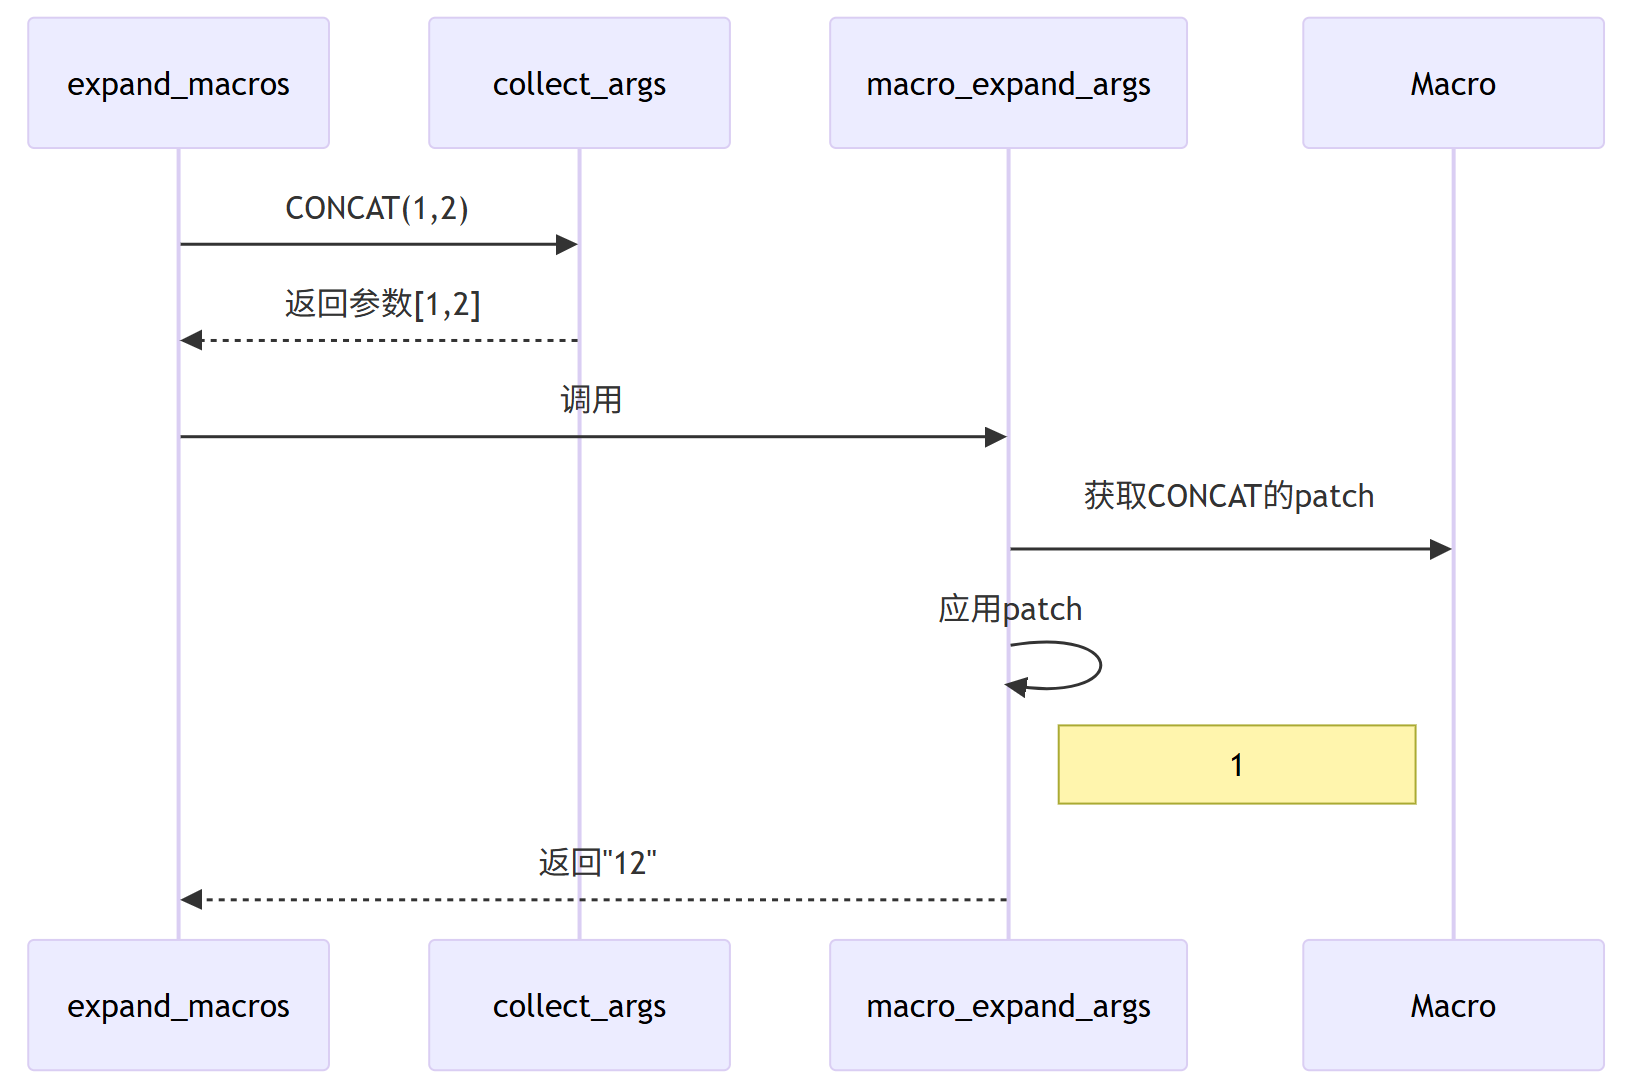 expand_macros
collect_args
macro_expand_args
Macro
CONCAT(1,2)
返回参数[1,2]
调用
获取CONCAT的patch
应用patch
1
返回"12"
expand_macros
collect_args
macro_expand_args
Macro